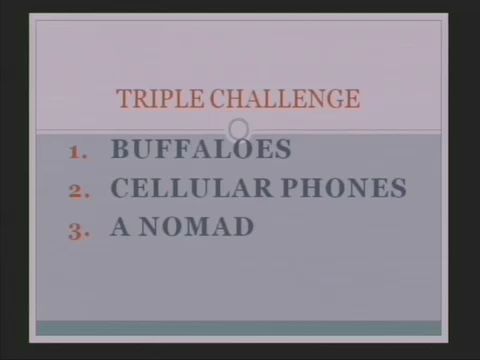 TRIPLE CHALLENGE
1. BUFFALOES
2. CELLULAR PHONES
3. A NOMAD